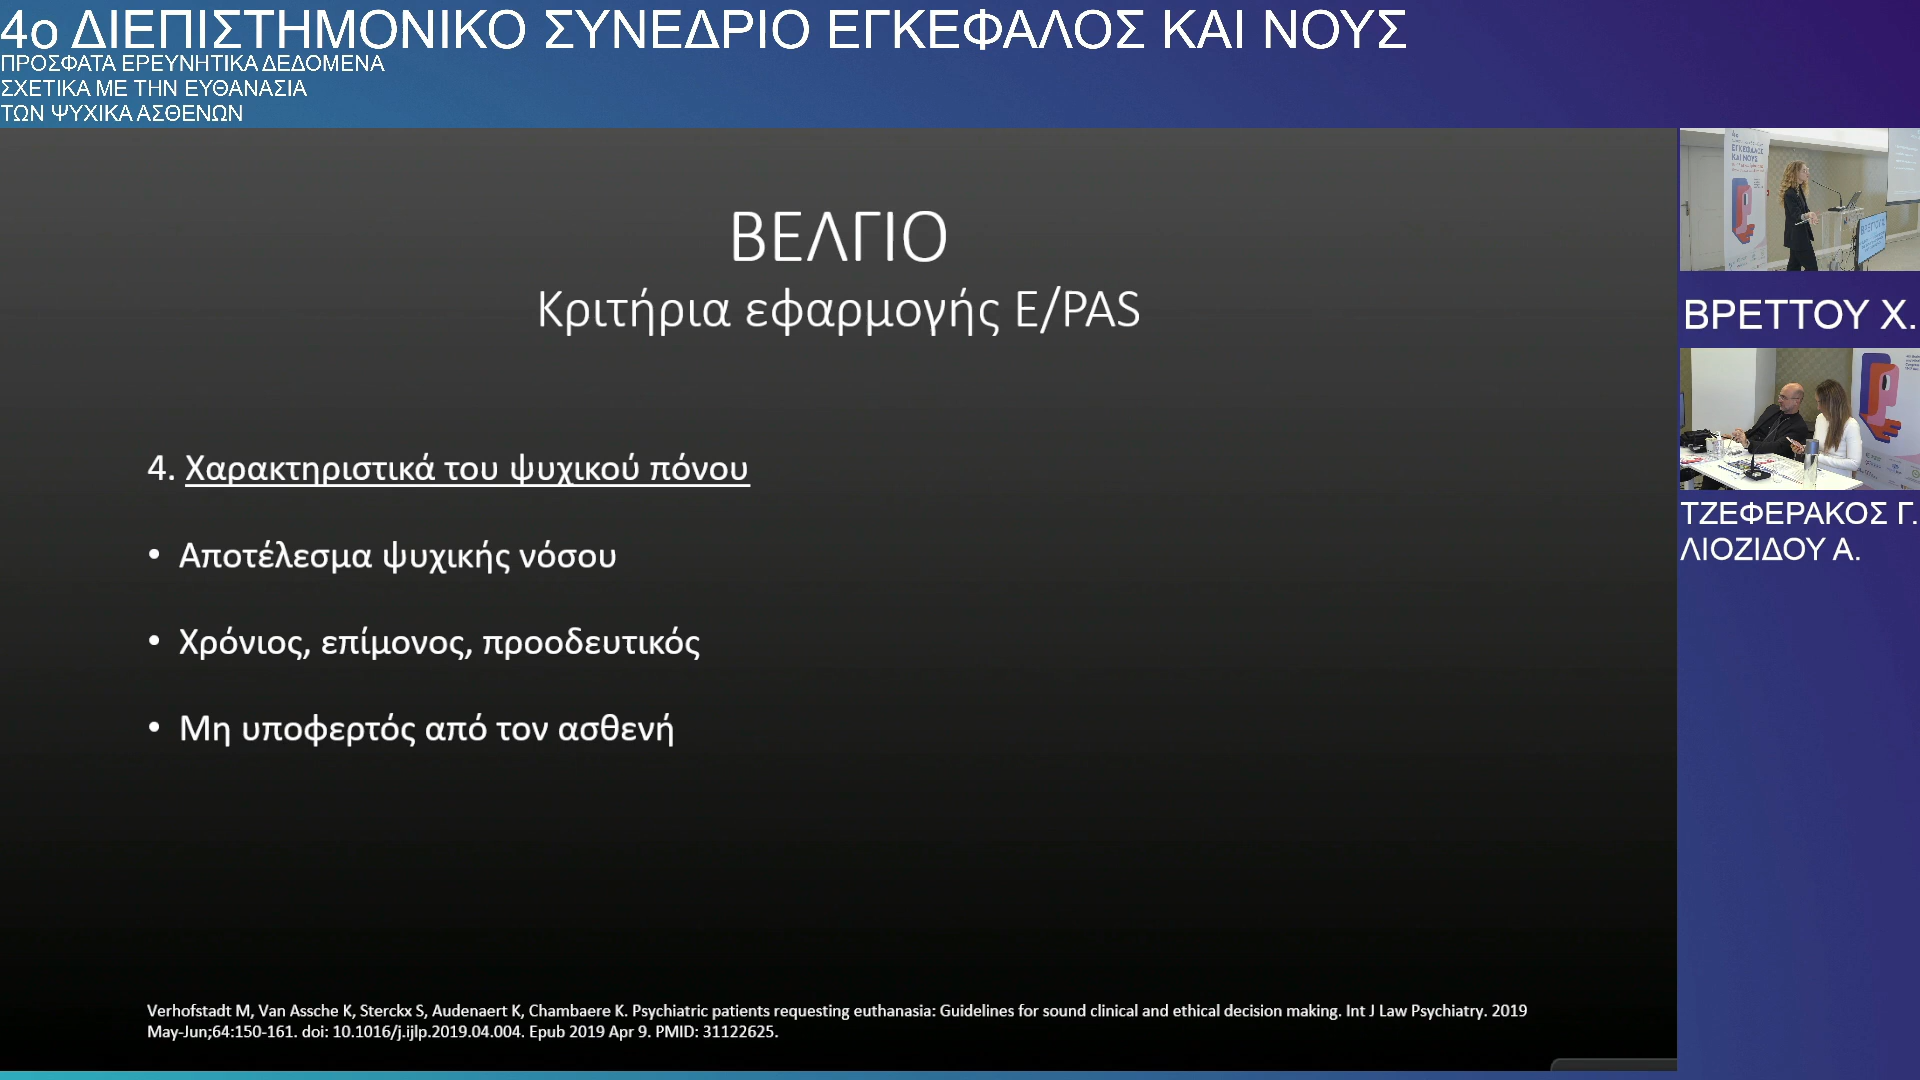 4ο ΔΙΕΠΙΣΤΗΜΟΝΙΚΟ ΣΥΝΕΔΡΙΟ ΕΓΚΕΦΑΛΟΣ ΚΑΙ ΝΟΥΣ
ΠΡΟΣΦΑΤΑ ΕΡΕΥΝΗΤΙΚΑ ΔΕΔΟΜΕΝΑ
ΣΧΕΤΙΚΑ ΜΕ ΤΗΝ ΕΥΘΑΝΑΣΙΑ
ΤΩΝ ΨΥΧΙΚΑ ΑΣΘΕΝΩΝ
ΒΕΛΓΙΟ
Κριτήρια εφαρμογής E/PAS
4. Χαρακτηριστικά του ψυχικού πόνου
• Αποτέλεσμα ψυχικής νόσου
• Χρόνιος, επίμονος, προοδευτικός
• Μη υποφερτός από τον ασθενή
Verhofstadt M, Van Assche K, Sterckx S, Audenaert K, Chambaere K. Psychiatric patients requesting euthanasia: Guidelines for sound clinical and ethical decision making. Int J Law Psychiatry. 2019
May-Jun;64:150-161. doi: 10.1016/j.ijlp.2019.04.004. Epub 2019 Apr 9. PMID: 31122625.
ΕΓΚΕΦΑΛΟΣ
ΚΑΙ ΝΟΥΣ
ΒΡΕΤΤΟΥ Χ.
ΤΖΕΦΕΡΑΚΟΣ Γ.
ΛΙΟΖΙΔΟΥ Α.